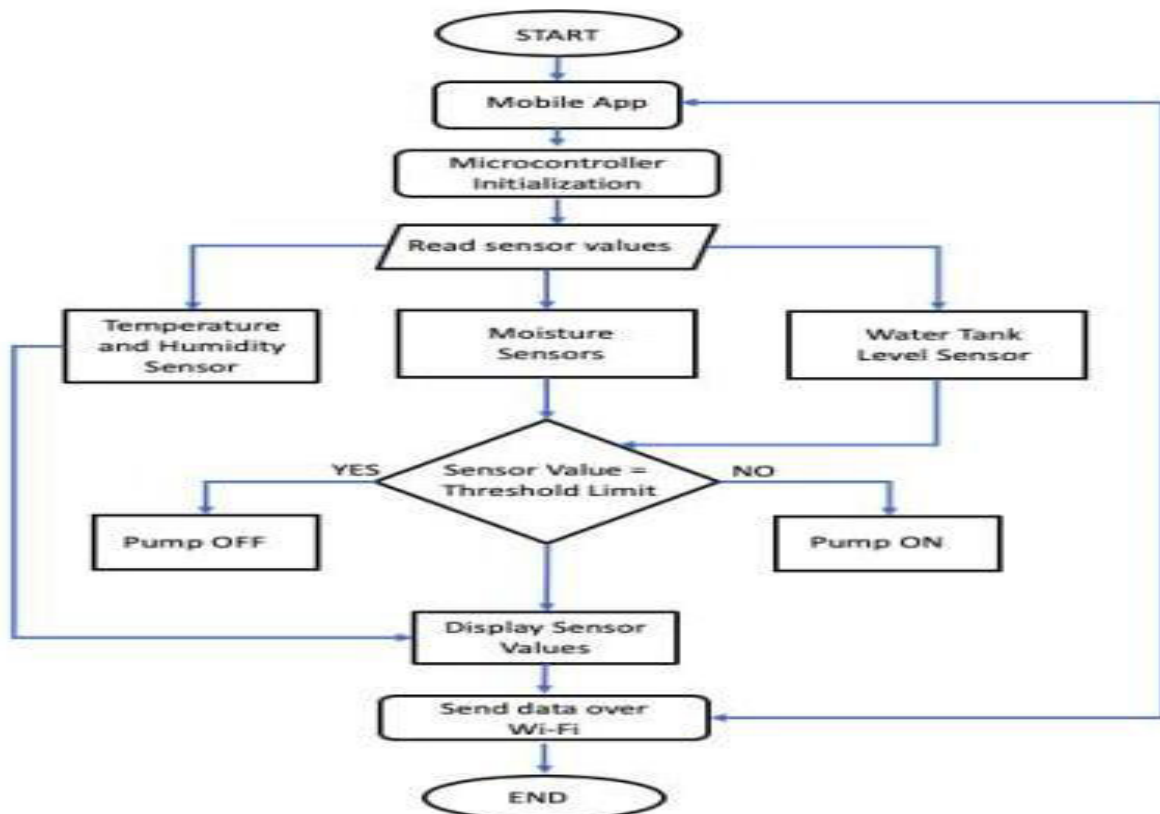 START
Mobile App
Microcontroller
Initialization
Read sensor values
Temperature
and Humidity
Sensor
Moisture
Sensors
Water Tank
Level Sensor
YES
Sensor Value =
Threshold Limit
NO
Pump OFF
Pump ON
Display Sensor
Values
Send data over
Wi-Fi
END